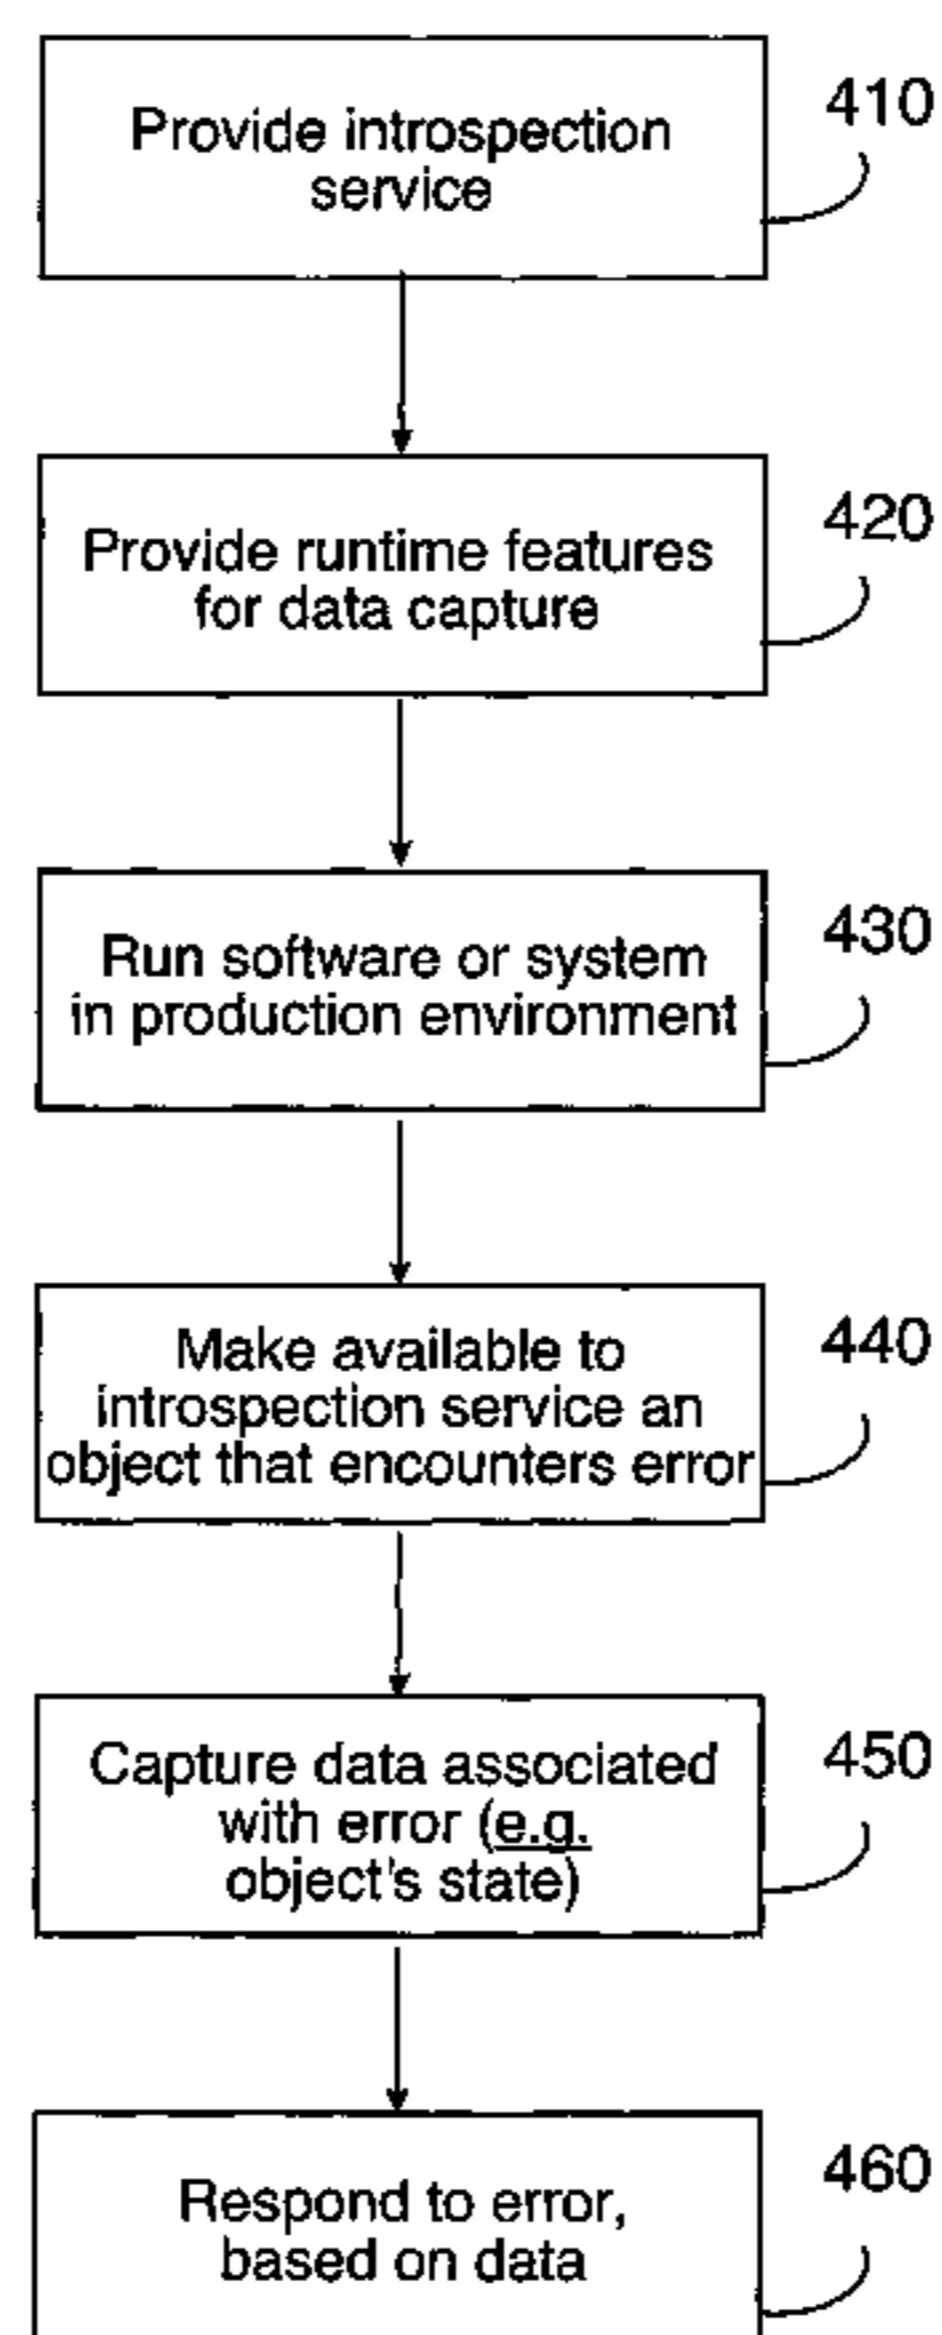 Provide introspection
service
410
Provide runtime features
for data capture
420
Run software or system
in production environment
430
Make available to
introspection service an
object that encounters error
440
Capture data associated
with error (e.g.
object's state)
450
Respond to error,
based on data
460